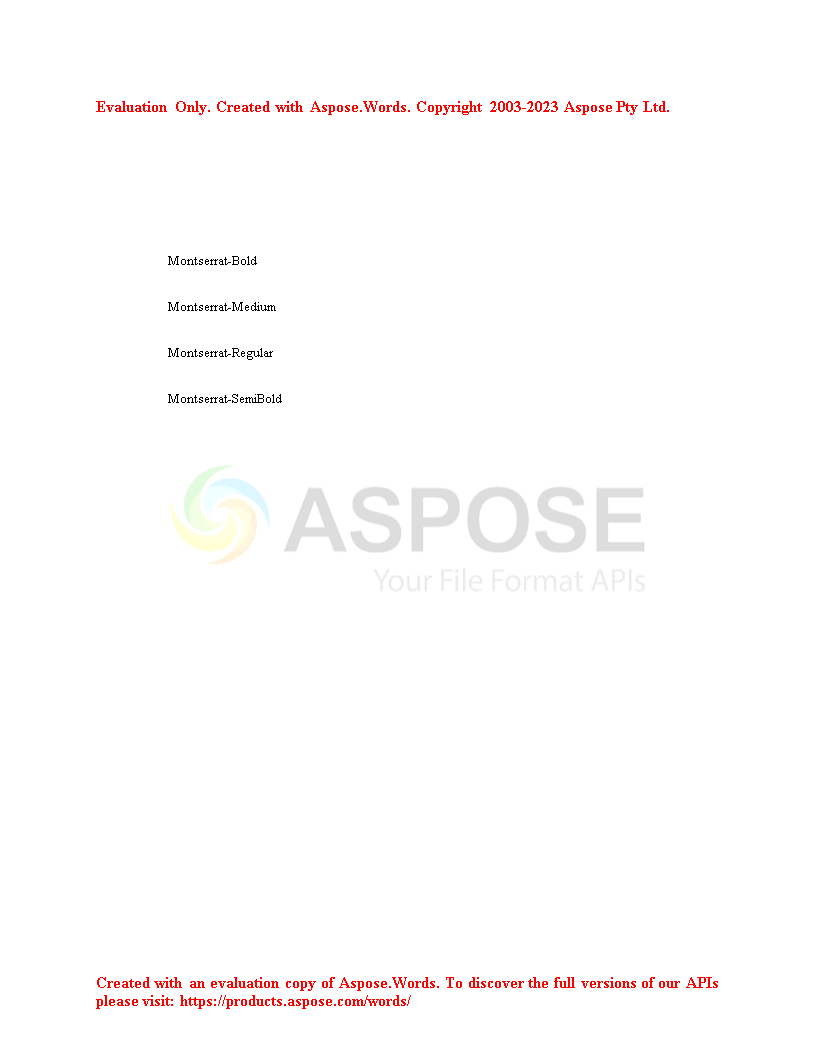 Evaluation Only. Created with Aspose.Words. Copyright 2003-2023 Aspose Pty Ltd.
Montserrat-Bold
Montserrat-Medium
Montserrat-Regular
Montserrat-SemiBold
ASPOSE
Your File Format APIs
Created with an evaluation copy of Aspose.Words. To discover the full versions of our APIs
please visit: https://products.aspose.com/words/